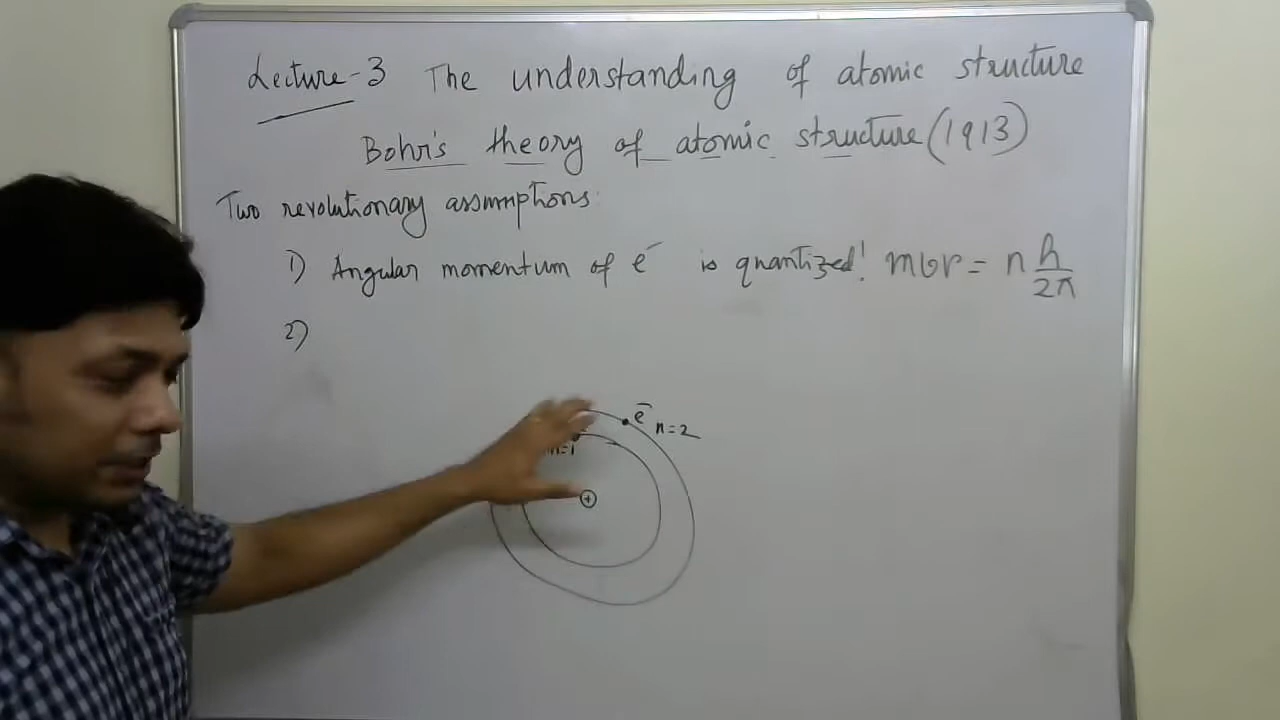 Lecture-3 The understanding of atomic structure
Bohr's theory of atomic structure (1913)
Two revolutionary assumptions:
1) Angular momentum of e⁻ is quantized! mvr = n h/2π
2)
e⁻ n=2
n=1
+